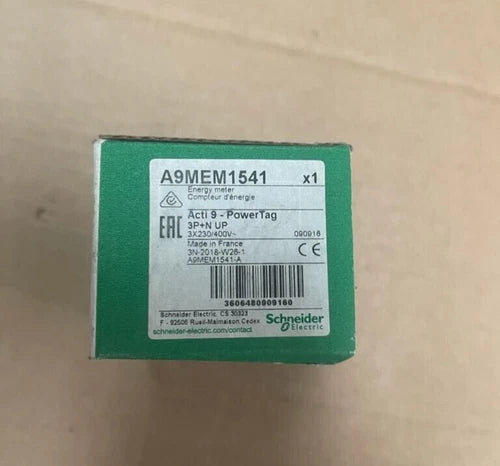 A9MEM1541 x1
Energy meter
Compteur d'énergie
EAC
Acti 9 - PowerTag
3P+N UP
3X230/400V~ 090916
Made in France
3N-2018-W26-1
A9MEM1541-A
CE
3606480909160
Schneider Electric, CS 30323
F - 92506 Rueil-Malmaison Cedex
schneider-electric.com/contact
Schneider
Electric